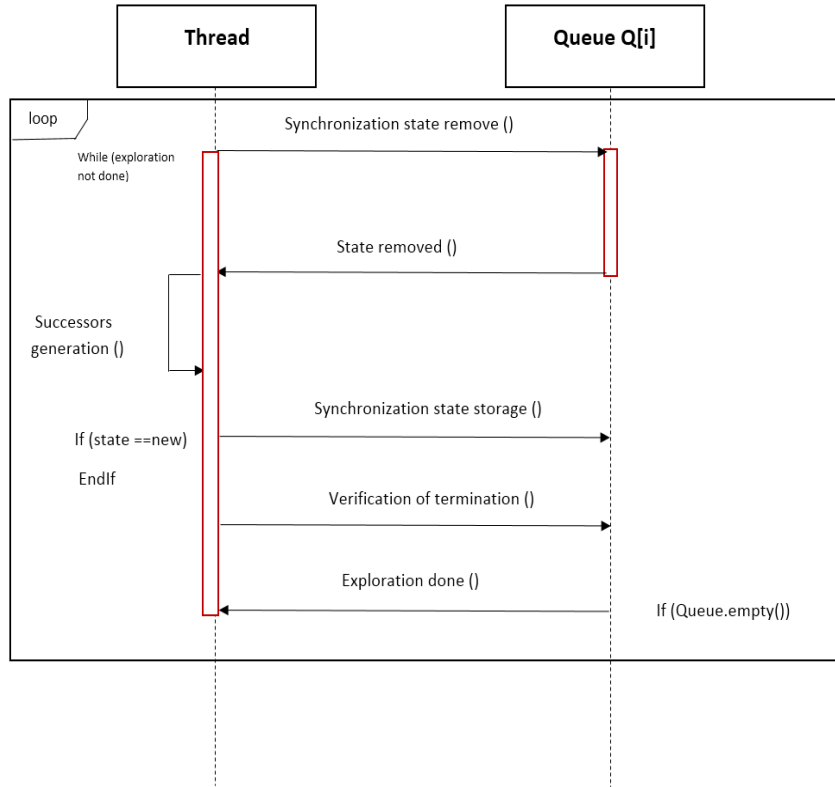 Thread
Queue Q[i]
loop
Synchronization state remove ()
While (exploration
not done)
State removed ()
Successors
generation ()
Synchronization state storage ()
If (state ==new)
EndIf
Verification of termination ()
Exploration done ()
If (Queue.empty())